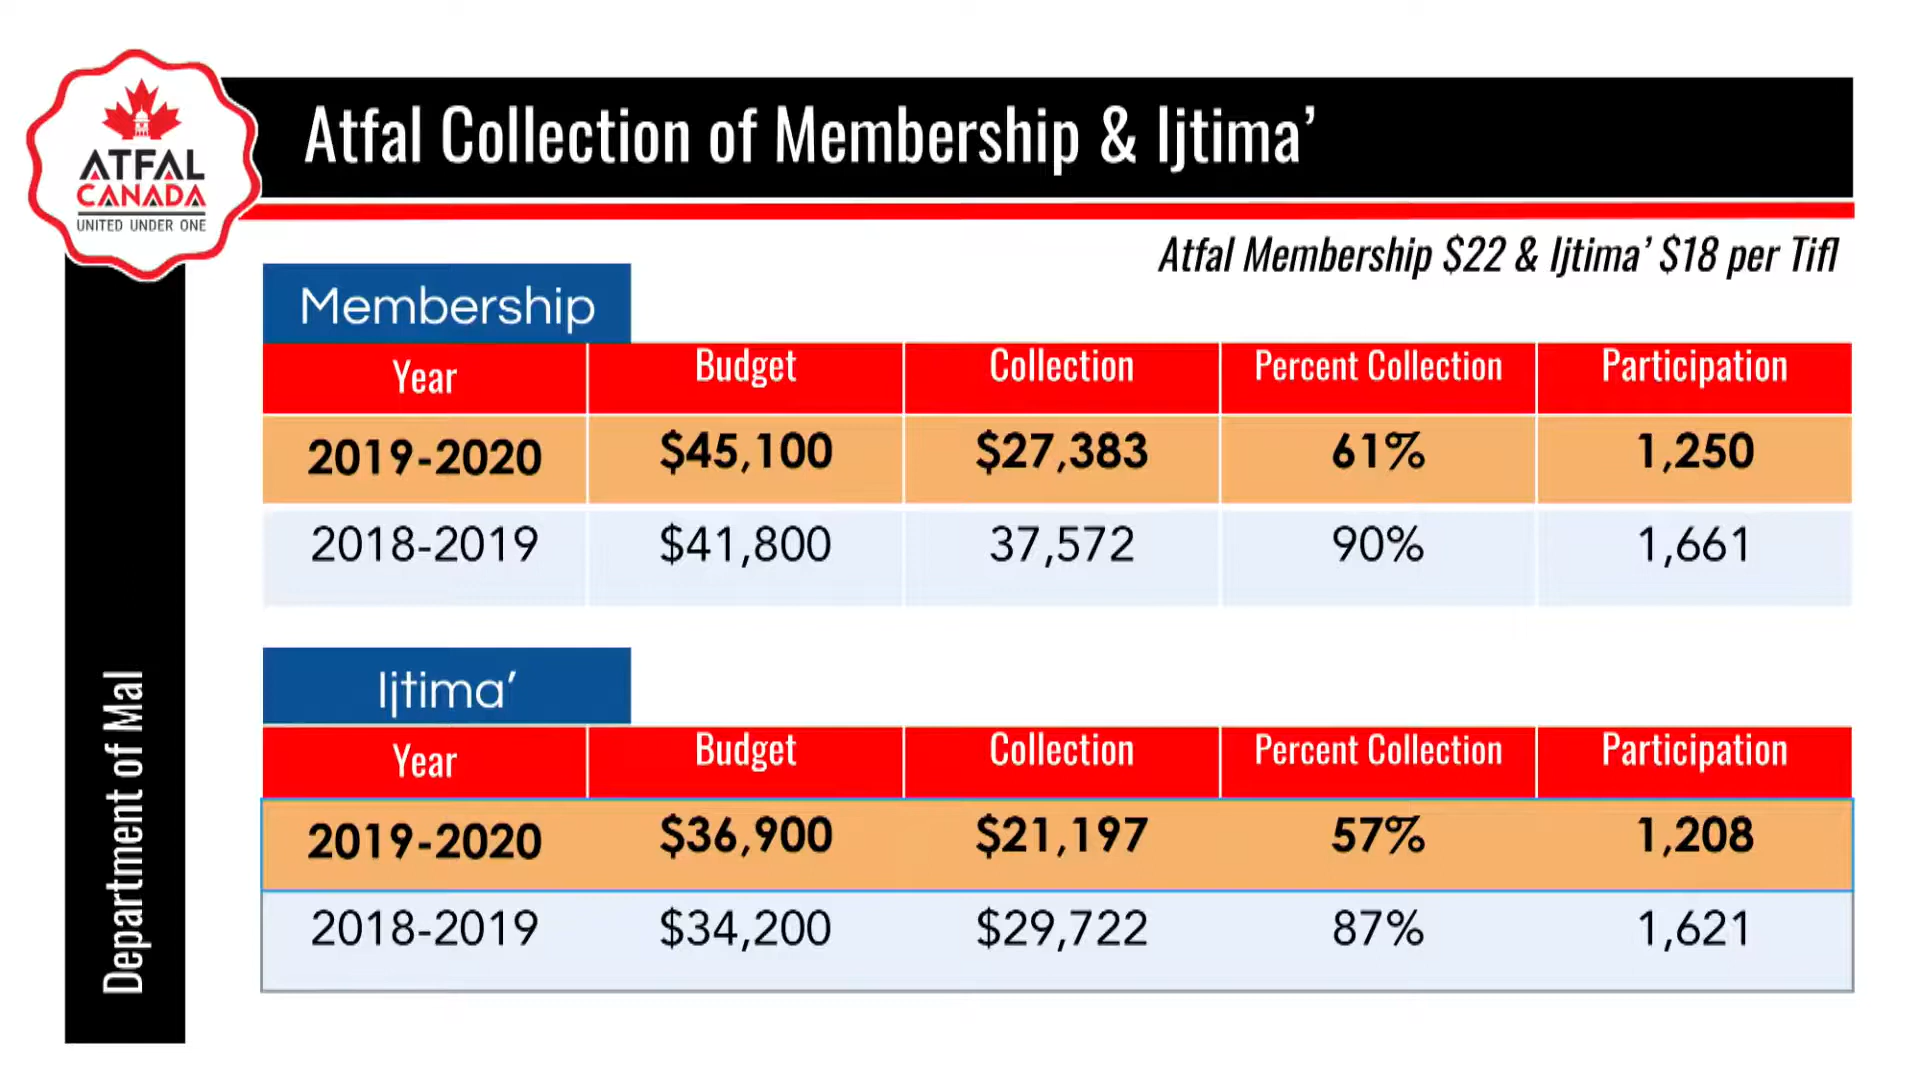 ATFAL
CANADA
UNITED UNDER ONE
Atfal Collection of Membership & Ijtima’
Atfal Membership $22 & Ijtima’ $18 per Tifl
Membership
Year Budget Collection Percent Collection Participation
2019-2020 $45,100 $27,383 61% 1,250
2018-2019 $41,800 37,572 90% 1,661
Ijtima’
Year Budget Collection Percent Collection Participation
2019-2020 $36,900 $21,197 57% 1,208
2018-2019 $34,200 $29,722 87% 1,621
Department of Mal